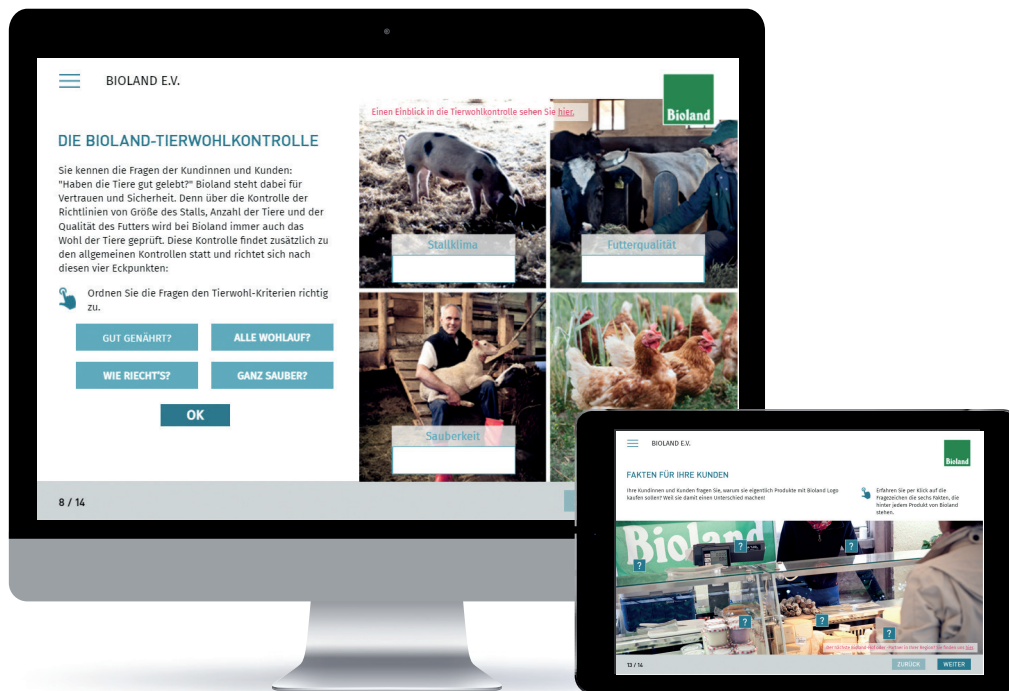 BIOLAND E.V.
Bioland
DIE BIOLAND-TIERWOHLKONTROLLE
Sie kennen die Fragen der Kundinnen und Kunden:
"Haben die Tiere gut gelebt?" Bioland steht dabei für
Vertrauen und Sicherheit. Denn über die Kontrolle der
Richtlinien von Größe des Stalls, Anzahl der Tiere und der
Qualität des Futters wird bei Bioland immer auch das
Wohl der Tiere geprüft. Diese Kontrolle findet zusätzlich zu
den allgemeinen Kontrollen statt und richtet sich nach
diesen vier Eckpunkten:
Ordnen Sie die Fragen den Tierwohl-Kriterien richtig
zu.
GUT GENÄHRT?
ALLE WOHLAUF?
WIE RIECHT'S?
GANZ SAUBER?
OK
Einen Einblick in die Tierwohlkontrolle sehen Sie hier.
Stallklima
Futterqualität
Sauberkeit
8 / 14
BIOLAND E.V.
Bioland
FAKTEN FÜR IHRE KUNDEN
Ihre Kundinnen und Kunden fragen Sie, warum sie eigentlich Produkte mit Bioland Logo
kaufen sollen? Weil sie damit einen Unterschied machen!
Erfahren Sie per Klick auf die
Fragezeichen die sechs Fakten, die
hinter jedem Produkt von Bioland
stehen.
Bioland
?
?
?
?
?
?
13 / 14
ZURÜCK
WEITER